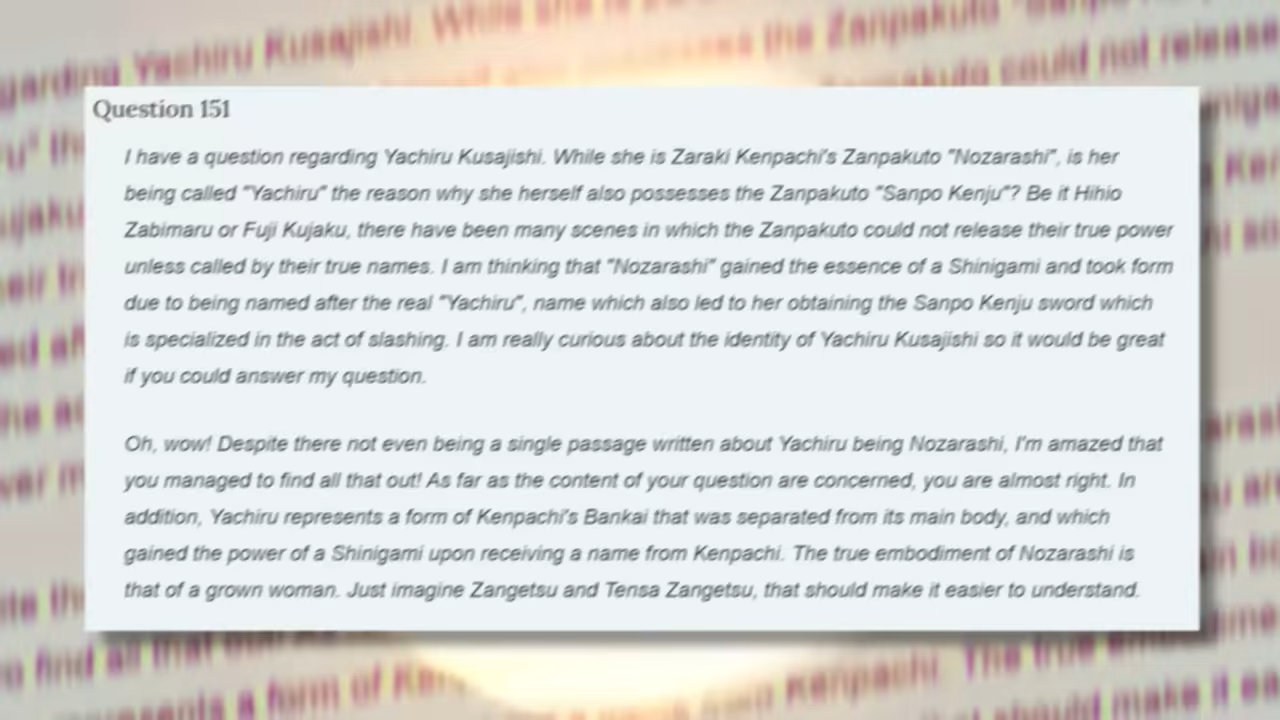 Question 151
I have a question regarding Yachiru Kusajishi. While she is Zaraki Kenpachi's Zanpakuto "Nozarashi", is her
being called "Yachiru" the reason why she herself also possesses the Zanpakuto "Sanpo Kenju"? Be it Hihio
Zabimaru or Fuji Kujaku, there have been many scenes in which the Zanpakuto could not release their true power
unless called by their true names. I am thinking that "Nozarashi" gained the essence of a Shinigami and took form
due to being named after the real "Yachiru", name which also led to her obtaining the Sanpo Kenju sword which
is specialized in the act of slashing. I am really curious about the identity of Yachiru Kusajishi so it would be great
if you could answer my question.
Oh, wow! Despite there not even being a single passage written about Yachiru being Nozarashi, I'm amazed that
you managed to find all that out! As far as the content of your question are concerned, you are almost right. In
addition, Yachiru represents a form of Kenpachi's Bankai that was separated from its main body, and which
gained the power of a Shinigami upon receiving a name from Kenpachi. The true embodiment of Nozarashi is
that of a grown woman. Just imagine Zangetsu and Tensa Zangetsu, that should make it easier to understand.